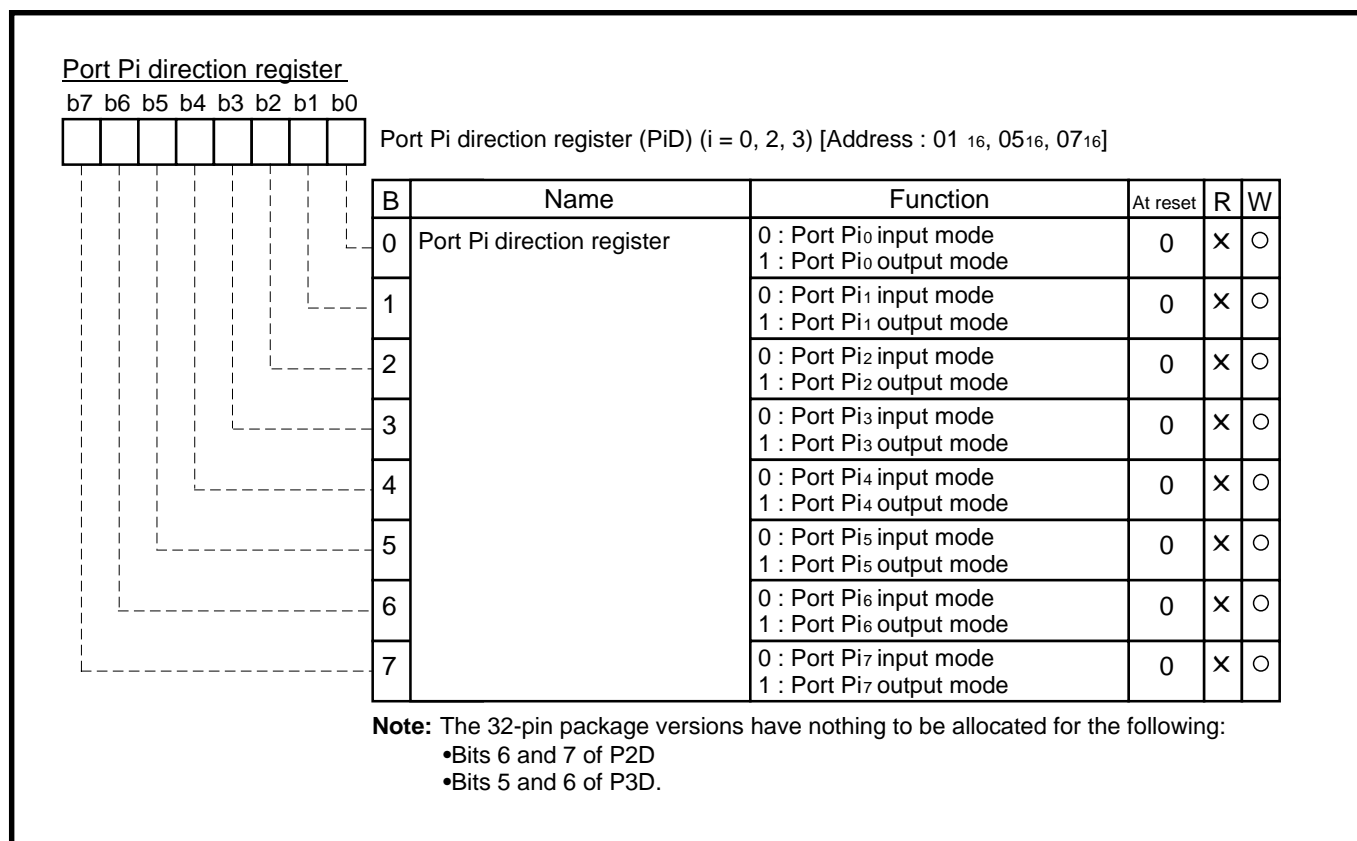 Port Pi direction register
b7 b6 b5 b4 b3 b2 b1 b0
Port Pi direction register (PiD) (i = 0, 2, 3) [Address : 01 16, 0516, 0716]
B Name Function At reset R W
0 Port Pi direction register 0 : Port Pi0 input mode 0 × ○
1 : Port Pi0 output mode
1 0 : Port Pi1 input mode 0 × ○
1 : Port Pi1 output mode
2 0 : Port Pi2 input mode 0 × ○
1 : Port Pi2 output mode
3 0 : Port Pi3 input mode 0 × ○
1 : Port Pi3 output mode
4 0 : Port Pi4 input mode 0 × ○
1 : Port Pi4 output mode
5 0 : Port Pi5 input mode 0 × ○
1 : Port Pi5 output mode
6 0 : Port Pi6 input mode 0 × ○
1 : Port Pi6 output mode
7 0 : Port Pi7 input mode 0 × ○
1 : Port Pi7 output mode
Note: The 32-pin package versions have nothing to be allocated for the following:
•Bits 6 and 7 of P2D
•Bits 5 and 6 of P3D.